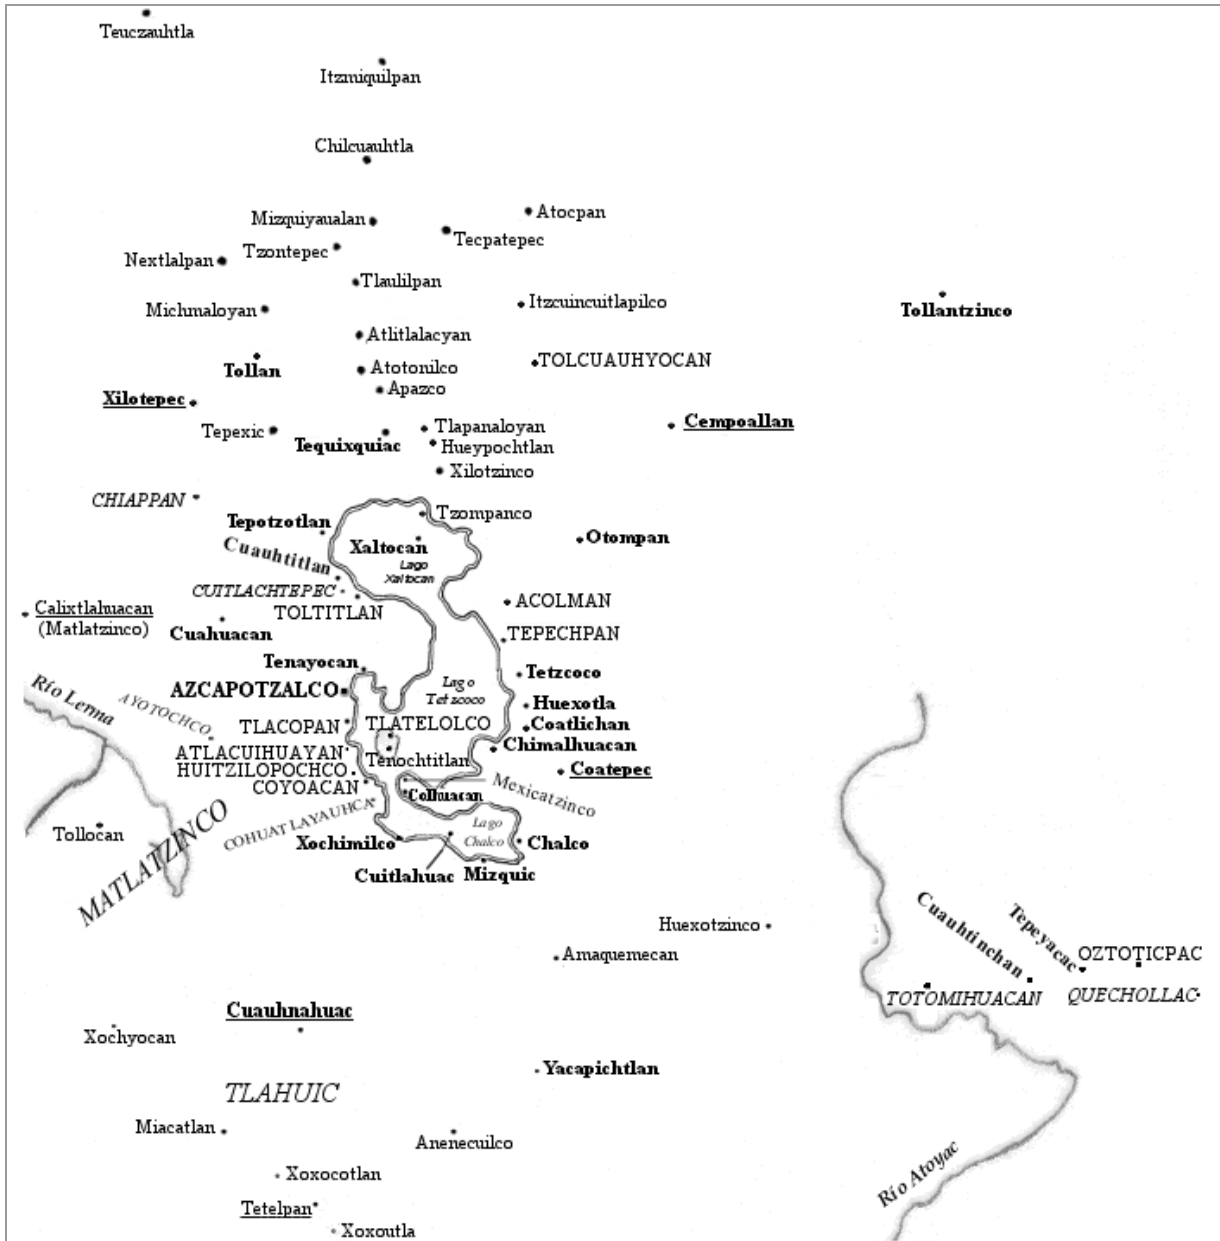 Teuczauhtla
Itzmiquilpan
Chilcuauhtla
Atocpan
Mizquiyaualan
Tecpatepec
Tzontepec
Nextlalpan
Tlaulilpan
Itzcuincuitlapilco
Michmaloyan
Tollantzinco
Atlitlalacyan
TOLCUAUHYOCAN
Tollan
Atotonilco
Apazco
Xilotepec
Cempoallan
Tepexic
Tlapanaloyan
Tequixquiac
Hueypochtlan
Xilotzinco
CHIAPPAN
Tzompanco
Tepotzotlan
Otompan
Xaltocan
Cuauhtitlan
Lago
Xaltocan
CUITLACHTEPEC
ACOLMAN
Calixtlahuacan
(Matlatzinco)
TOLTITLAN
Cuahuacan
TEPECHPAN
Tenayocan
Tetzcoco
Río Lerma
AZCAPOTZALCO
Lago
Tetzcoco
Huexotla
AYOTOCHCO
TLACOPAN
TLATELOLCO
Coatlichan
ATLACUIHUAYAN
Chimalhuacan
Tenochtitlan
HUITZILOPOCHCO
Coatepec
COYOACAN
Colhuacan
Mexicatzinco
MATLATZINCO
COHUATLAYAUHCA
Tollocan
Lago
Chalco
Xochimilco
Chalco
Cuitlahuac
Mizquic
Huexotzinco
Cuauhtinchan
Tepeyacac
Amaquemecan
OZTOTICPAC
TOTOMIHUACAN
QUECHOLLAC
Cuauhnahuac
Xochyocan
Yacapichtlan
TLAHUIC
Miacatlan
Anenecuilco
Xoxocotlan
Río Atoyac
Tetelpan
Xoxoutla